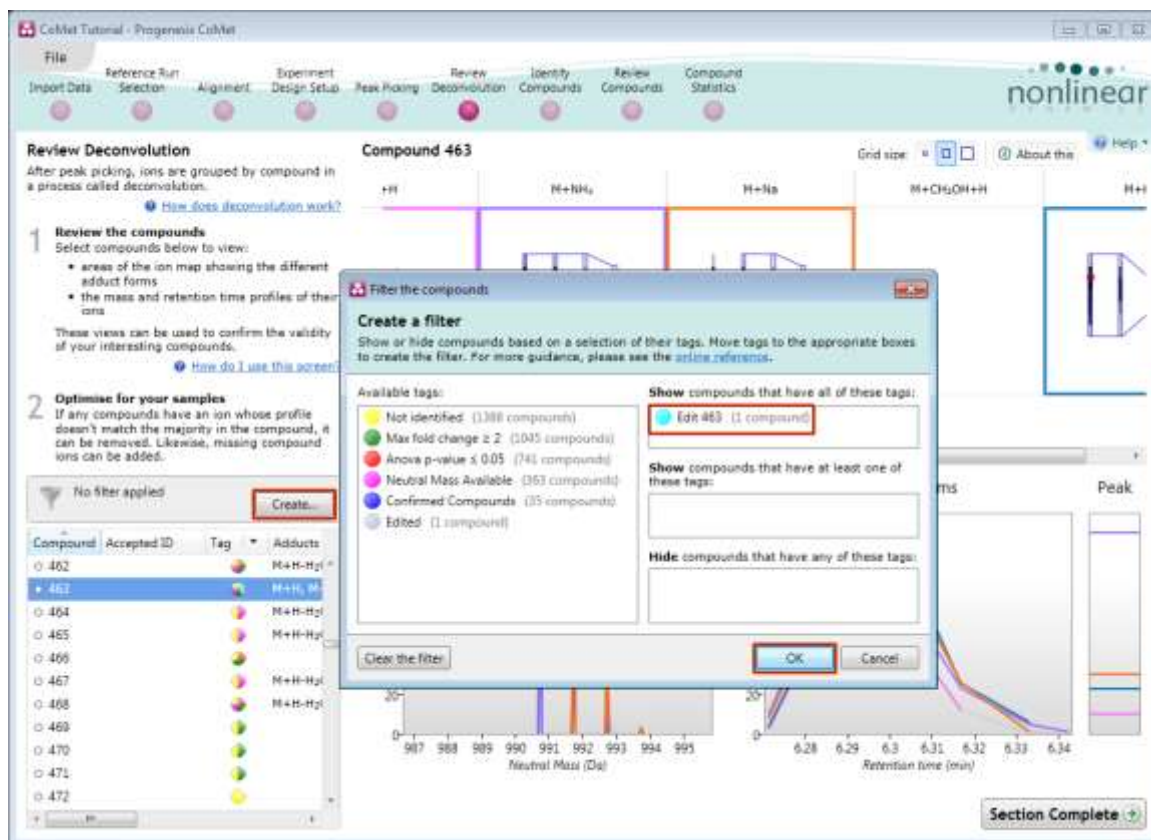 CoMet Tutorial - Progenesis CoMet
File
Import Data
Reference Run Selection
Alignment
Experiment Design Setup
Peak Picking
Review Deconvolution
Identify Compounds
Review Compounds
Compound Statistics
nonlinear
Review Deconvolution
After peak picking, ions are grouped by compound in
a process called deconvolution.
How does deconvolution work?
1 Review the compounds
Select compounds below to view:
• areas of the ion map showing the different
adduct forms
• the mass and retention time profiles of their
ions
These views can be used to confirm the validity
of your interesting compounds.
How do I use this screen?
2 Optimise for your samples
If any compounds have an ion whose profile
doesn't match the majority in the compound, it
can be removed. Likewise, missing compound
ions can be added.
No filter applied
Create...
Compound Accepted ID Tag Adducts
462 M+H-H2
463 M+H, M
464 M+H-H2
465 M+H-H2
466
467 M+H-H2
468 M+H-H2
469
470
471
472
Compound 463
Grid size:
About this
Help
+H M+NH₄ M+Na M+CH₃OH+H M+
Filter the compounds
Create a filter
Show or hide compounds based on a selection of their tags. Move tags to the appropriate boxes
to create the filter. For more guidance, please see the online reference.
Available tags:
Not identified (1388 compounds)
Max fold change ≥ 2 (1045 compounds)
Anova p-value ≤ 0.05 (741 compounds)
Neutral Mass Available (363 compounds)
Confirmed Compounds (35 compounds)
Edited (1 compound)
Show compounds that have all of these tags:
Edit 463 (1 compound)
Show compounds that have at least one of
these tags:
Hide compounds that have any of these tags:
Clear the filter
OK
Cancel
ms
Peak
20
0
987 988 989 990 991 992 993 994 995
Neutral Mass (Da)
20
0
6.28 6.29 6.3 6.31 6.32 6.33 6.34
Retention time (min)
Section Complete